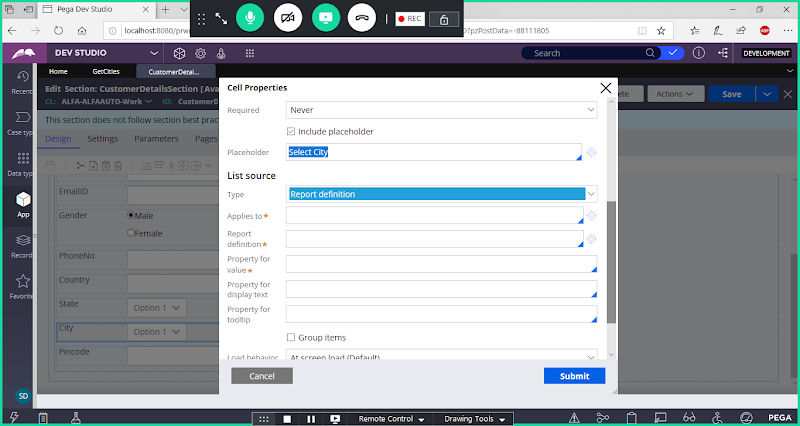 Pega Dev Studio
REC
localhost:8080/prw
0?pzPostData=-88111805
DEV STUDIO
Search
DEVELOPMENT
Home
GetCities
CustomerDetai...
Recent
Edit Section: CustomerDetailsSection [Ava
Actions
Save
CL: ALFA-ALFAAUTO-Work
ID: CustomerD
This section does not follow section best prac
Case typ
Design
Settings
Parameters
Pages
Data typ
App
Record
Favorite
SD
EmailID
Gender
Male
Female
PhoneNo
Country
State
Option 1
City
Option 1
Pincode
Cell Properties
Required
Never
Include placeholder
Placeholder
Select City
List source
Type
Report definition
Applies to★
Report
definition★
Property for
value★
Property for
display text
Property for
tooltip
Group items
Load behavior
At screen load (Default)
Cancel
Submit
Remote Control
Drawing Tools
PEGA